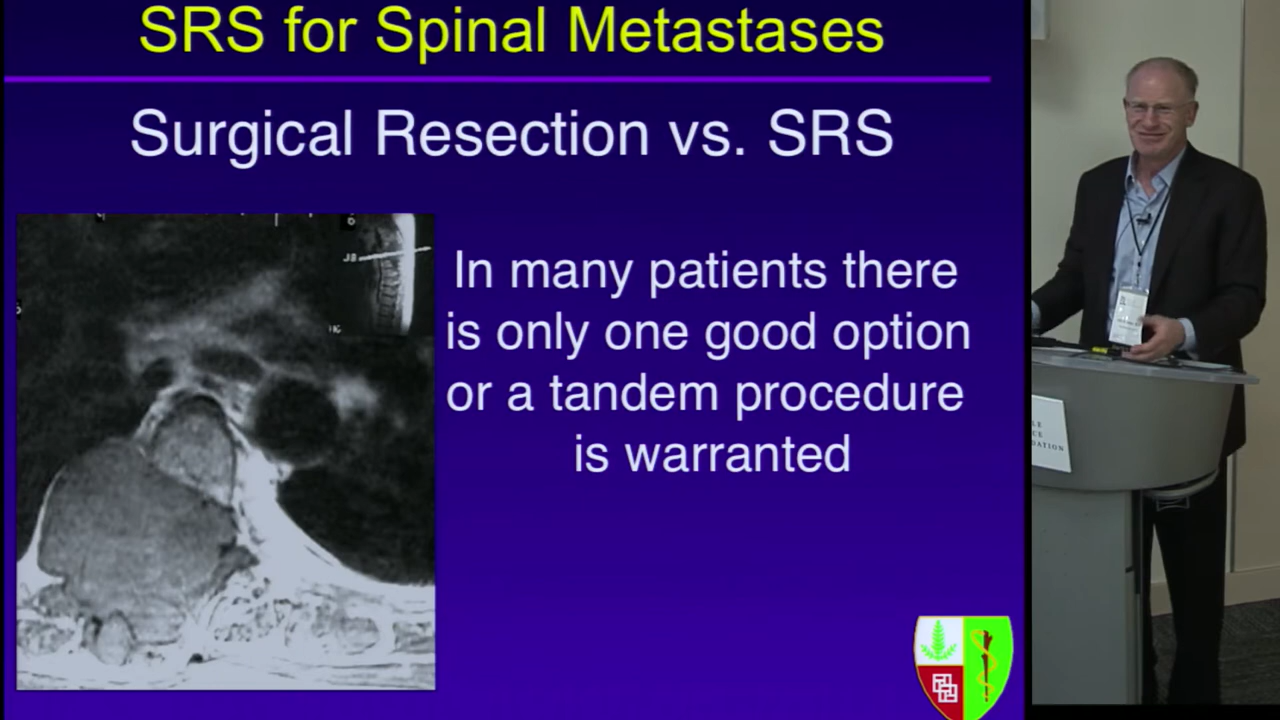 SRS for Spinal Metastases
Surgical Resection vs. SRS
In many patients there
is only one good option
or a tandem procedure
is warranted